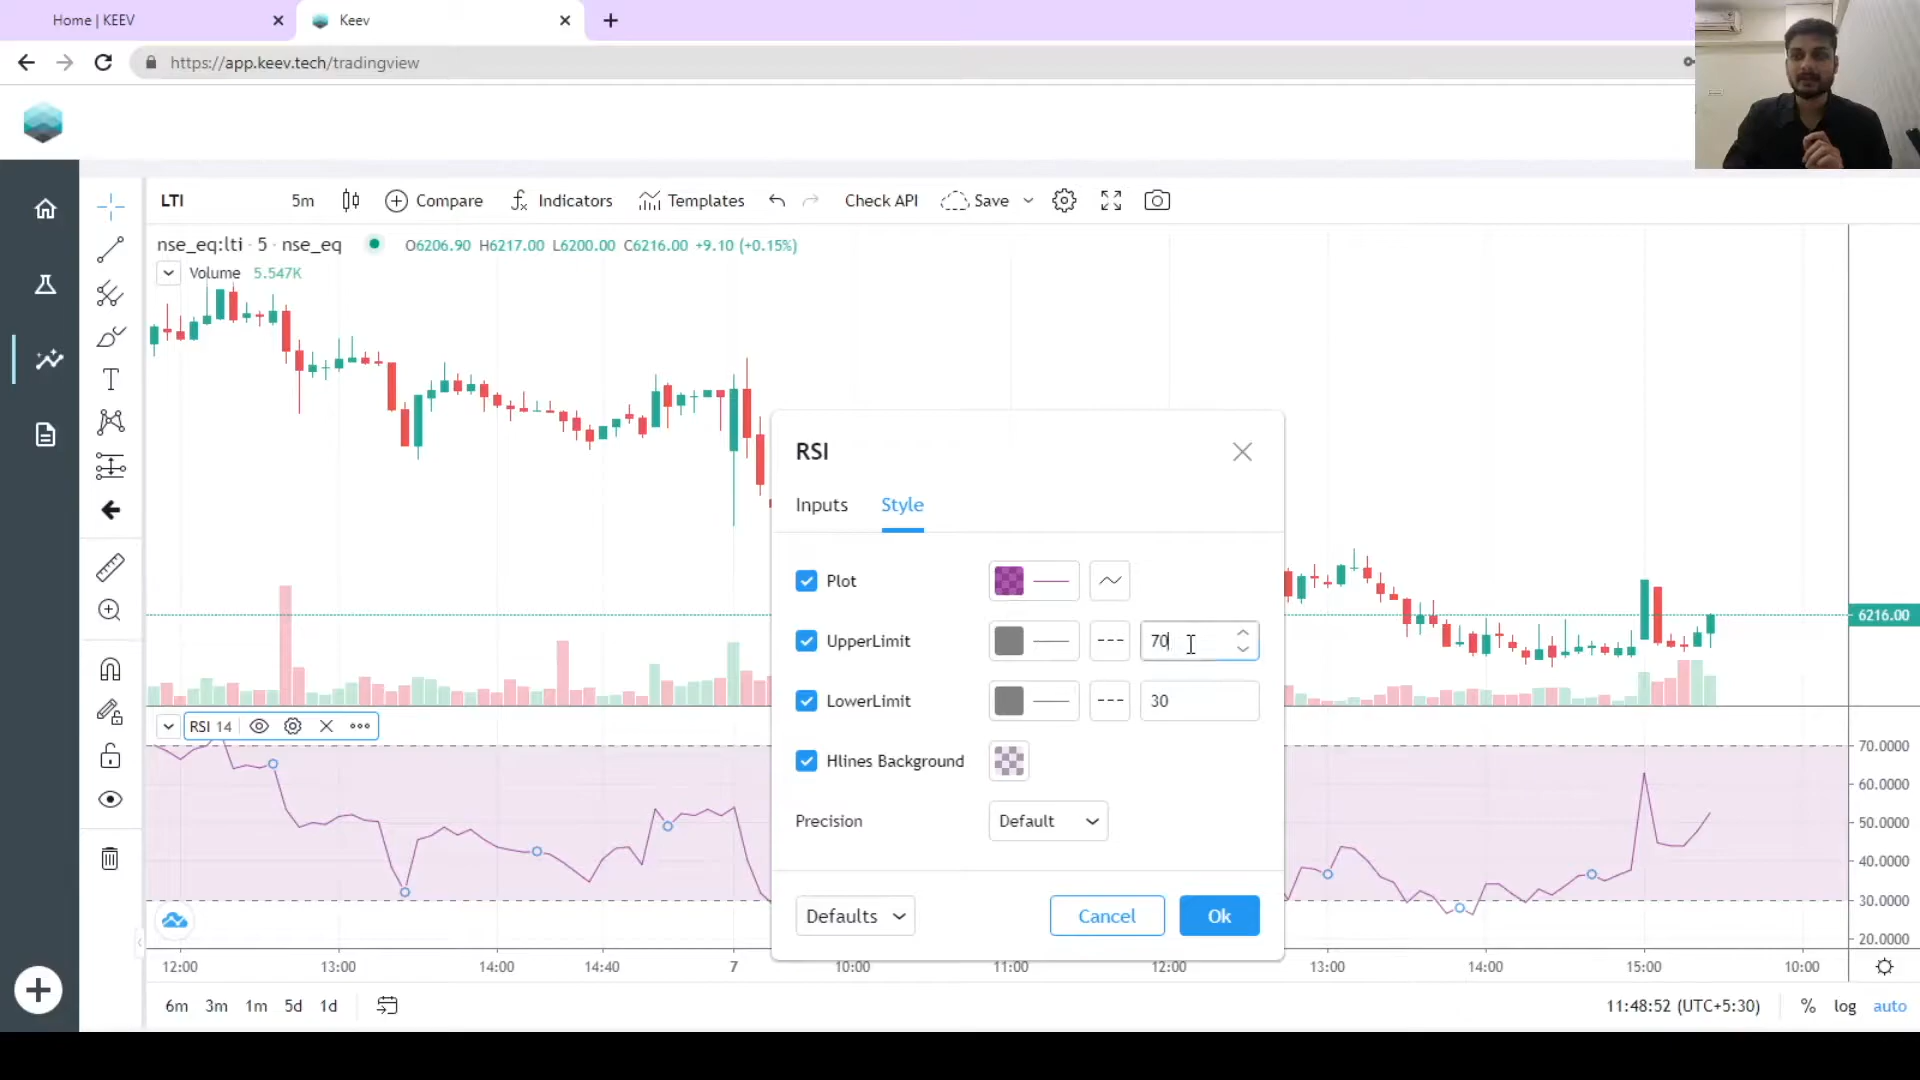 Home | KEEV
Keev
https://app.keev.tech/tradingview
LTI
5m
Compare
Indicators
Templates
Check API
Save
nse_eq:lti · 5 · nse_eq
O6206.90 H6217.00 L6200.00 C6216.00 +9.10 (+0.15%)
Volume 5.547K
RSI
Inputs
Style
Plot
UpperLimit
70
LowerLimit
30
Hlines Background
Precision
Default
Defaults
Cancel
Ok
6216.00
RSI 14
70.0000
60.0000
50.0000
40.0000
30.0000
20.0000
12:00
13:00
14:00
14:40
7
10:00
11:00
12:00
13:00
14:00
15:00
10:00
6m
3m
1m
5d
1d
11:48:52 (UTC+5:30)
%
log
auto